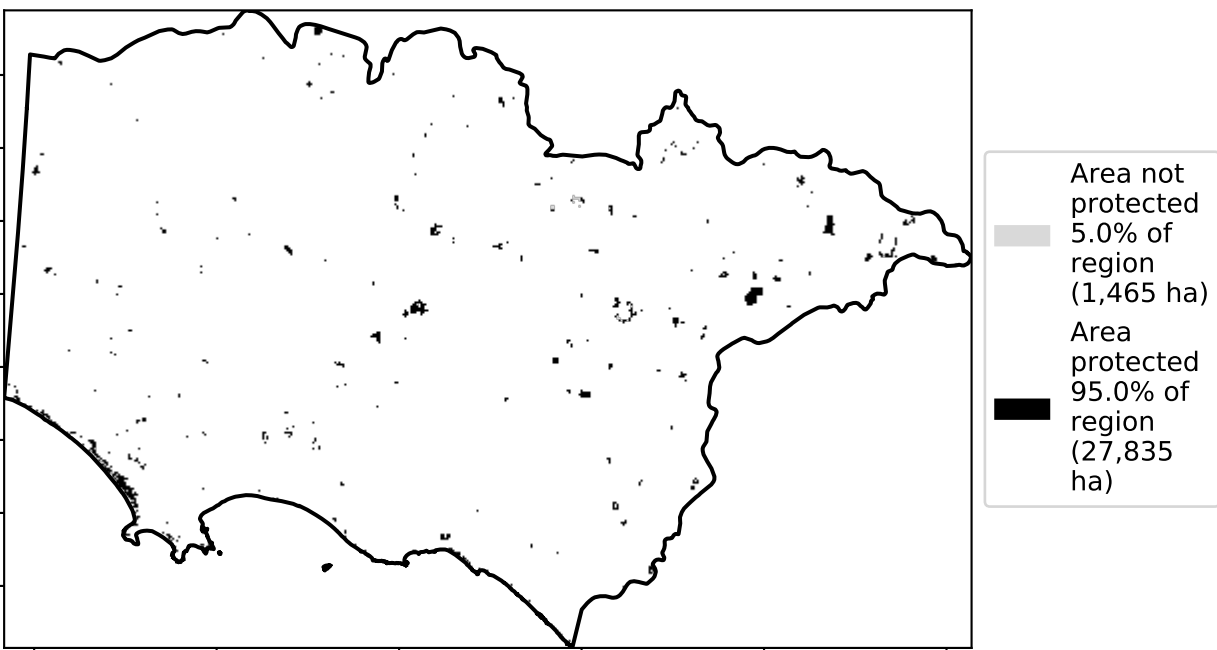 Area not
protected
5.0% of
region
(1,465 ha)
Area
protected
95.0% of
region
(27,835
ha)